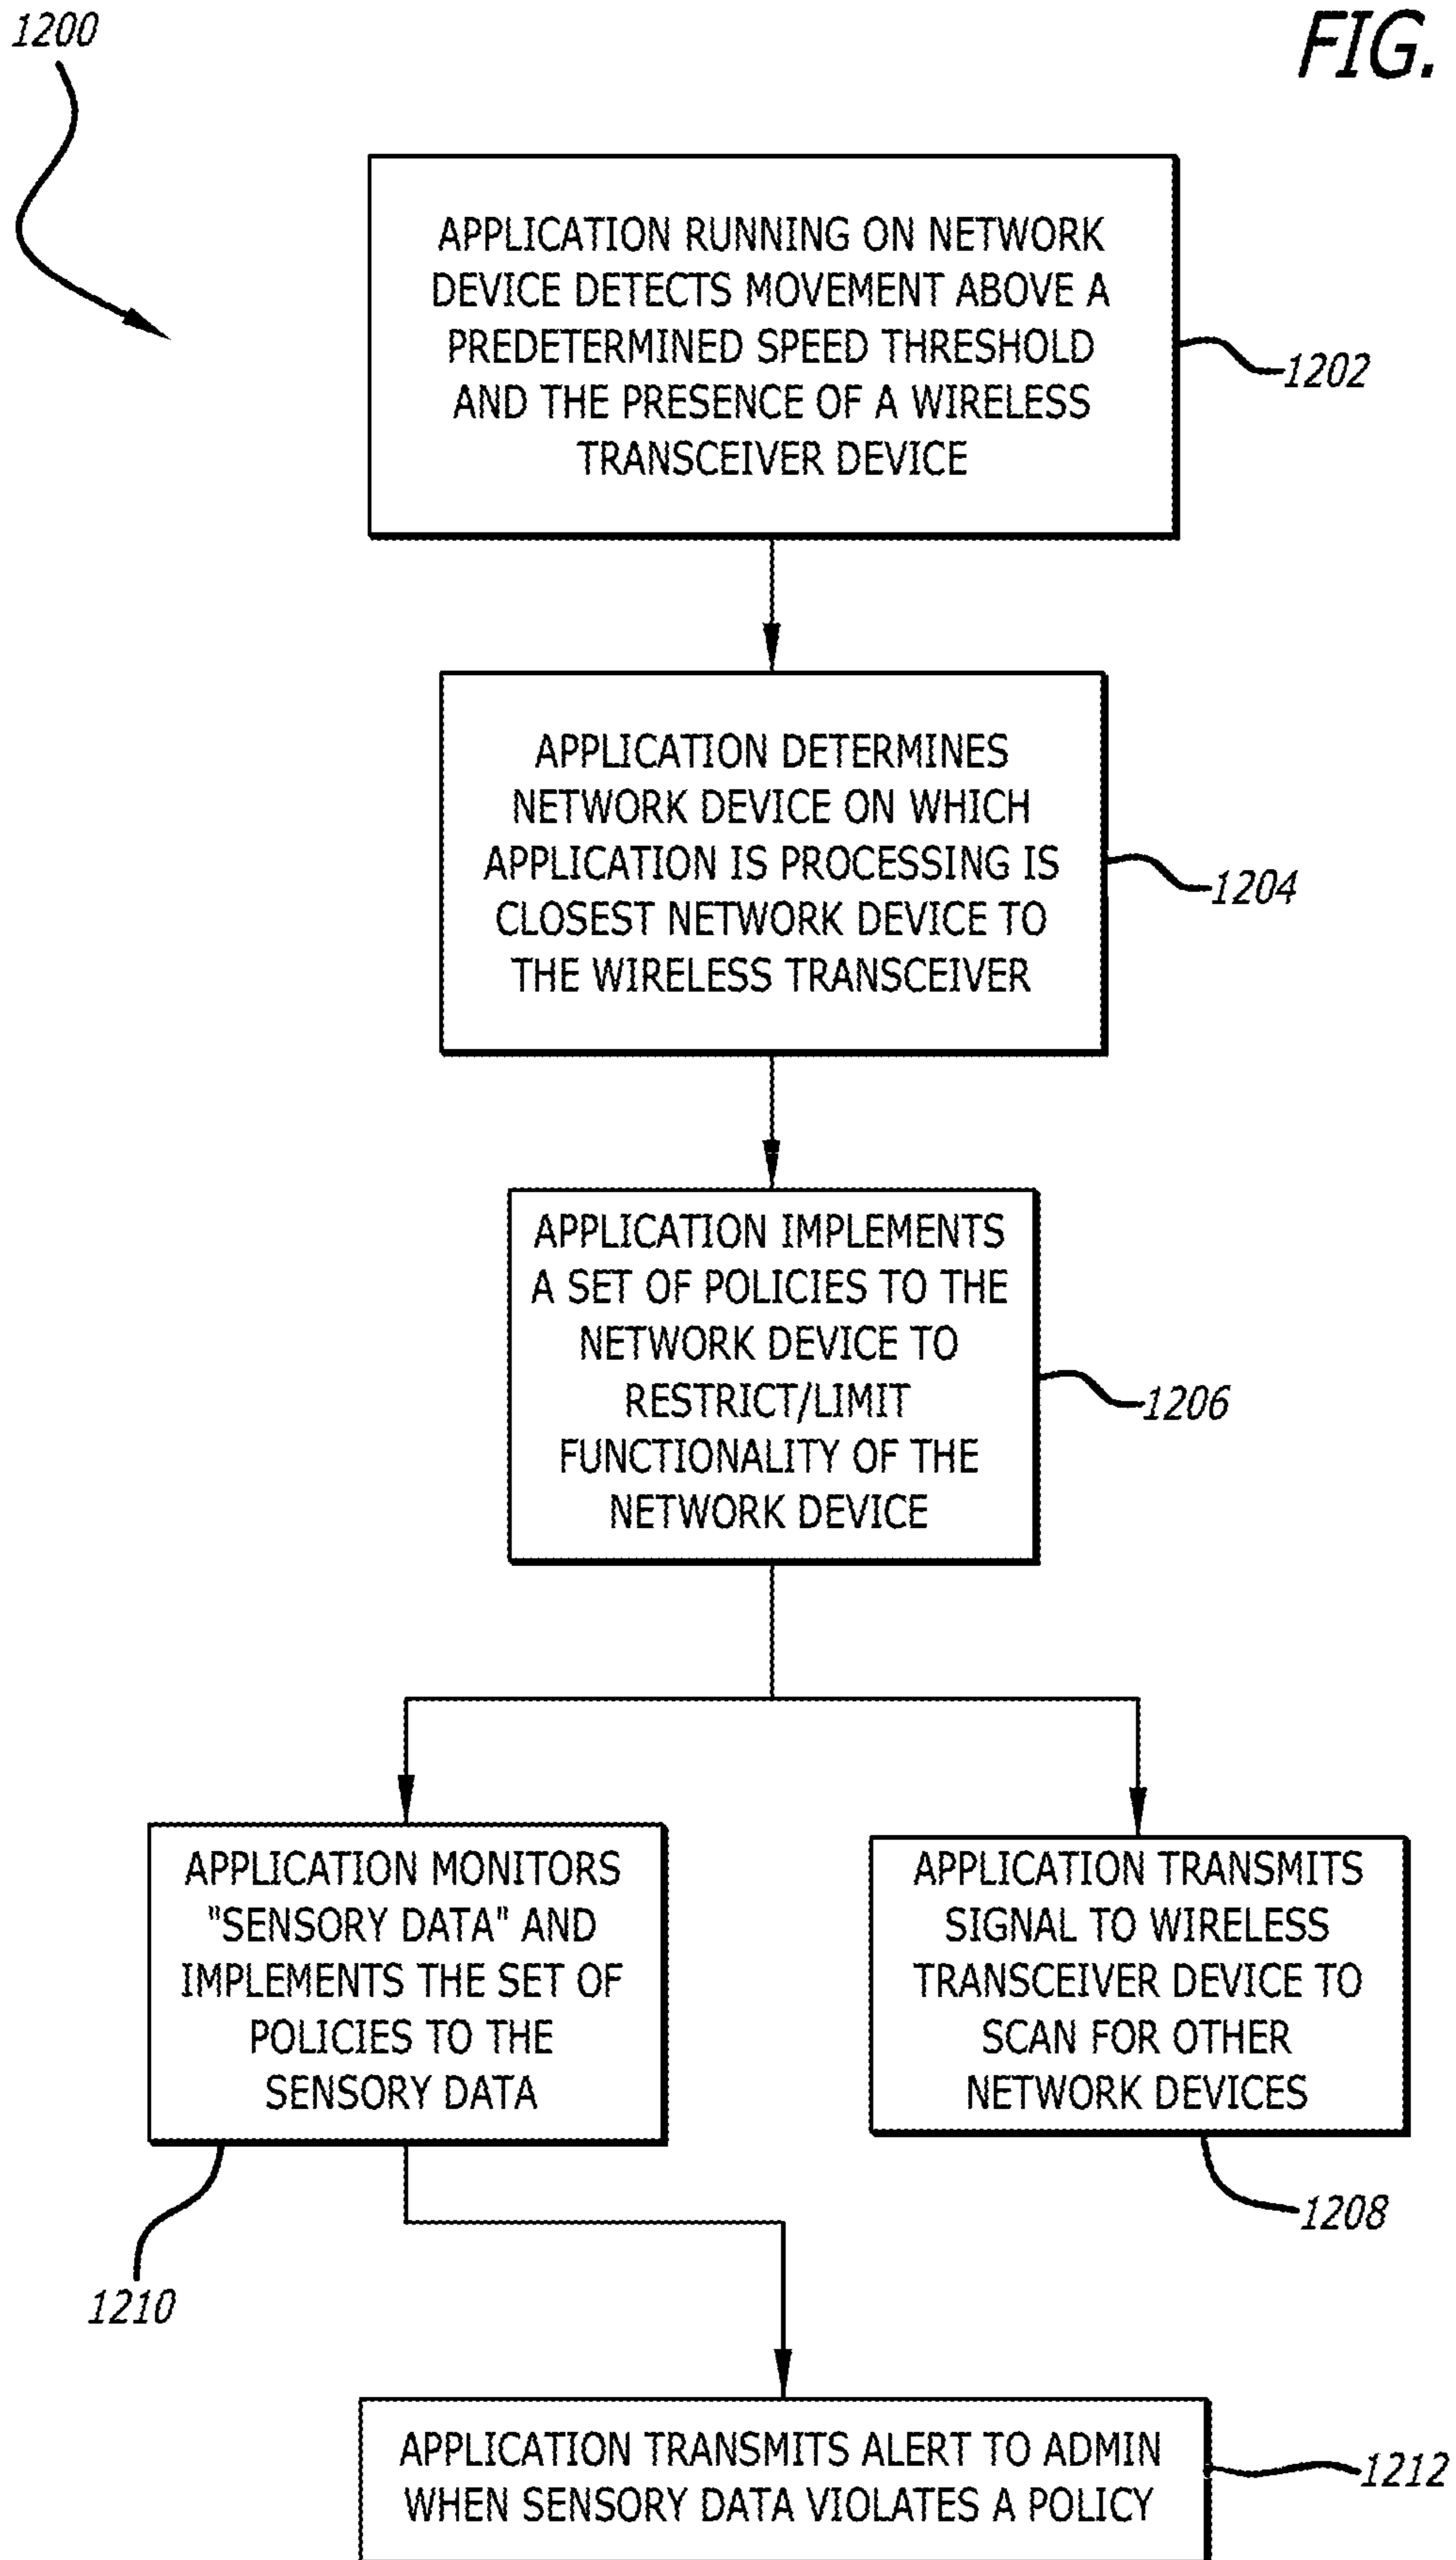 1200
FIG.
APPLICATION RUNNING ON NETWORK
DEVICE DETECTS MOVEMENT ABOVE A
PREDETERMINED SPEED THRESHOLD
AND THE PRESENCE OF A WIRELESS
TRANSCEIVER DEVICE
1202
APPLICATION DETERMINES
NETWORK DEVICE ON WHICH
APPLICATION IS PROCESSING IS
CLOSEST NETWORK DEVICE TO
THE WIRELESS TRANSCEIVER
1204
APPLICATION IMPLEMENTS
A SET OF POLICIES TO THE
NETWORK DEVICE TO
RESTRICT/LIMIT
FUNCTIONALITY OF THE
NETWORK DEVICE
1206
APPLICATION MONITORS
"SENSORY DATA" AND
IMPLEMENTS THE SET OF
POLICIES TO THE
SENSORY DATA
1210
APPLICATION TRANSMITS
SIGNAL TO WIRELESS
TRANSCEIVER DEVICE TO
SCAN FOR OTHER
NETWORK DEVICES
1208
APPLICATION TRANSMITS ALERT TO ADMIN
WHEN SENSORY DATA VIOLATES A POLICY
1212